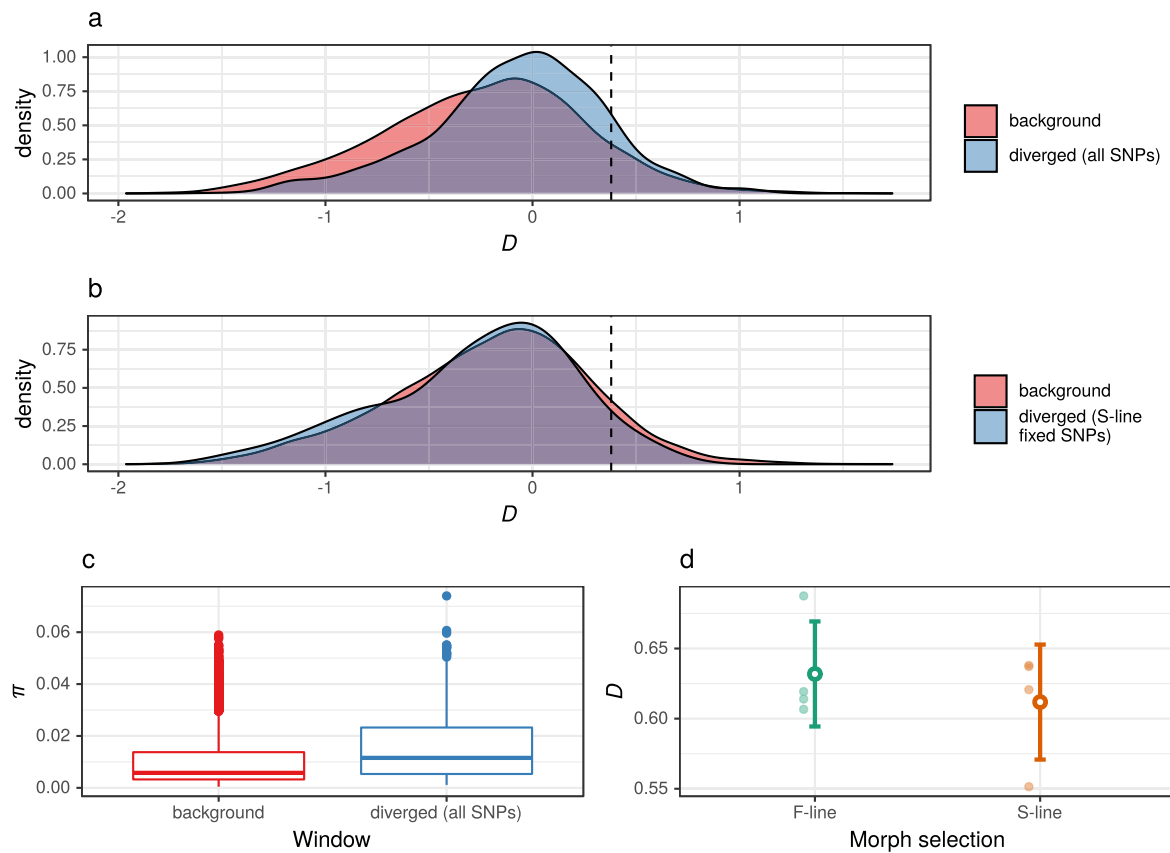 a
1.00
0.75
0.50
0.25
0.00
density
-2
-1
0
1
D
background
diverged (all SNPs)
b
0.75
0.50
0.25
0.00
density
-2
-1
0
1
D
background
diverged (S-line
fixed SNPs)
c
0.06
0.04
0.02
0.00
π
background
diverged (all SNPs)
Window
d
0.65
0.60
0.55
D
F-line
S-line
Morph selection